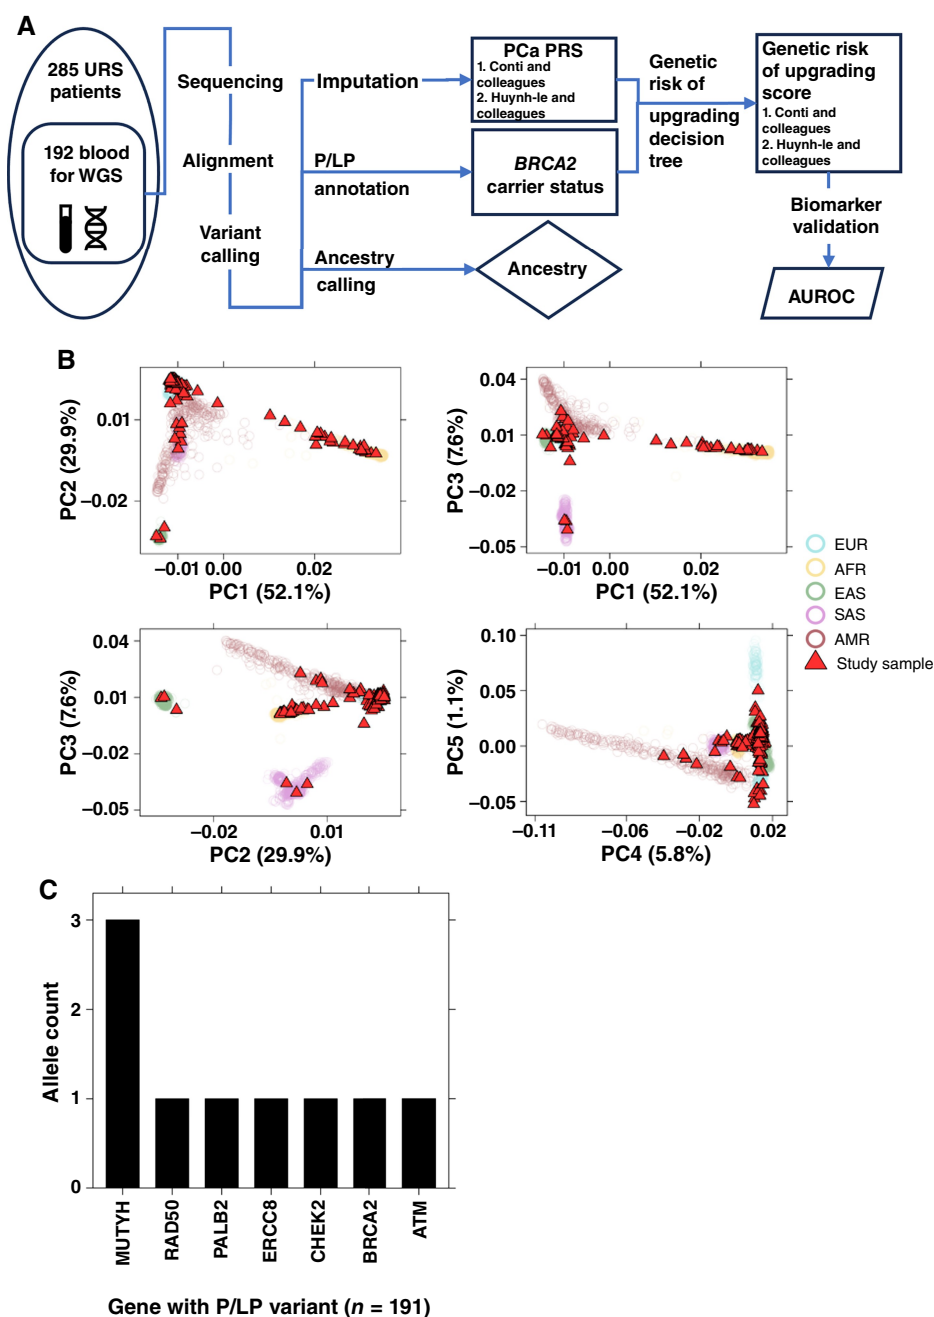 A
285 URS
patients
192 blood
for WGS
Sequencing
Alignment
Variant
calling
Imputation
P/LP
annotation
Ancestry
calling
PCa PRS
1. Conti and
colleagues
2. Huynh-le and
colleagues
BRCA2
carrier status
Ancestry
Genetic
risk of
upgrading
decision
tree
Genetic risk
of upgrading
score
1. Conti and
colleagues
2. Huynh-le and
colleagues
Biomarker
validation
AUROC
B
PC2 (29.9%)
0.01
−0.02
−0.01 0.00 0.02
PC1 (52.1%)
PC3 (7.6%)
0.04
0.01
−0.02
−0.05
−0.01 0.00 0.02
PC1 (52.1%)
PC3 (7.6%)
0.04
0.01
−0.02
−0.05
−0.02 0.01
PC2 (29.9%)
PC5 (1.1%)
0.10
0.05
0.00
−0.05
−0.11 −0.06 −0.02 0.02
PC4 (5.8%)
EUR
AFR
EAS
SAS
AMR
Study sample
C
Allele count
3
2
1
0
MUTYH
RAD50
PALB2
ERCC8
CHEK2
BRCA2
ATM
Gene with P/LP variant (n = 191)